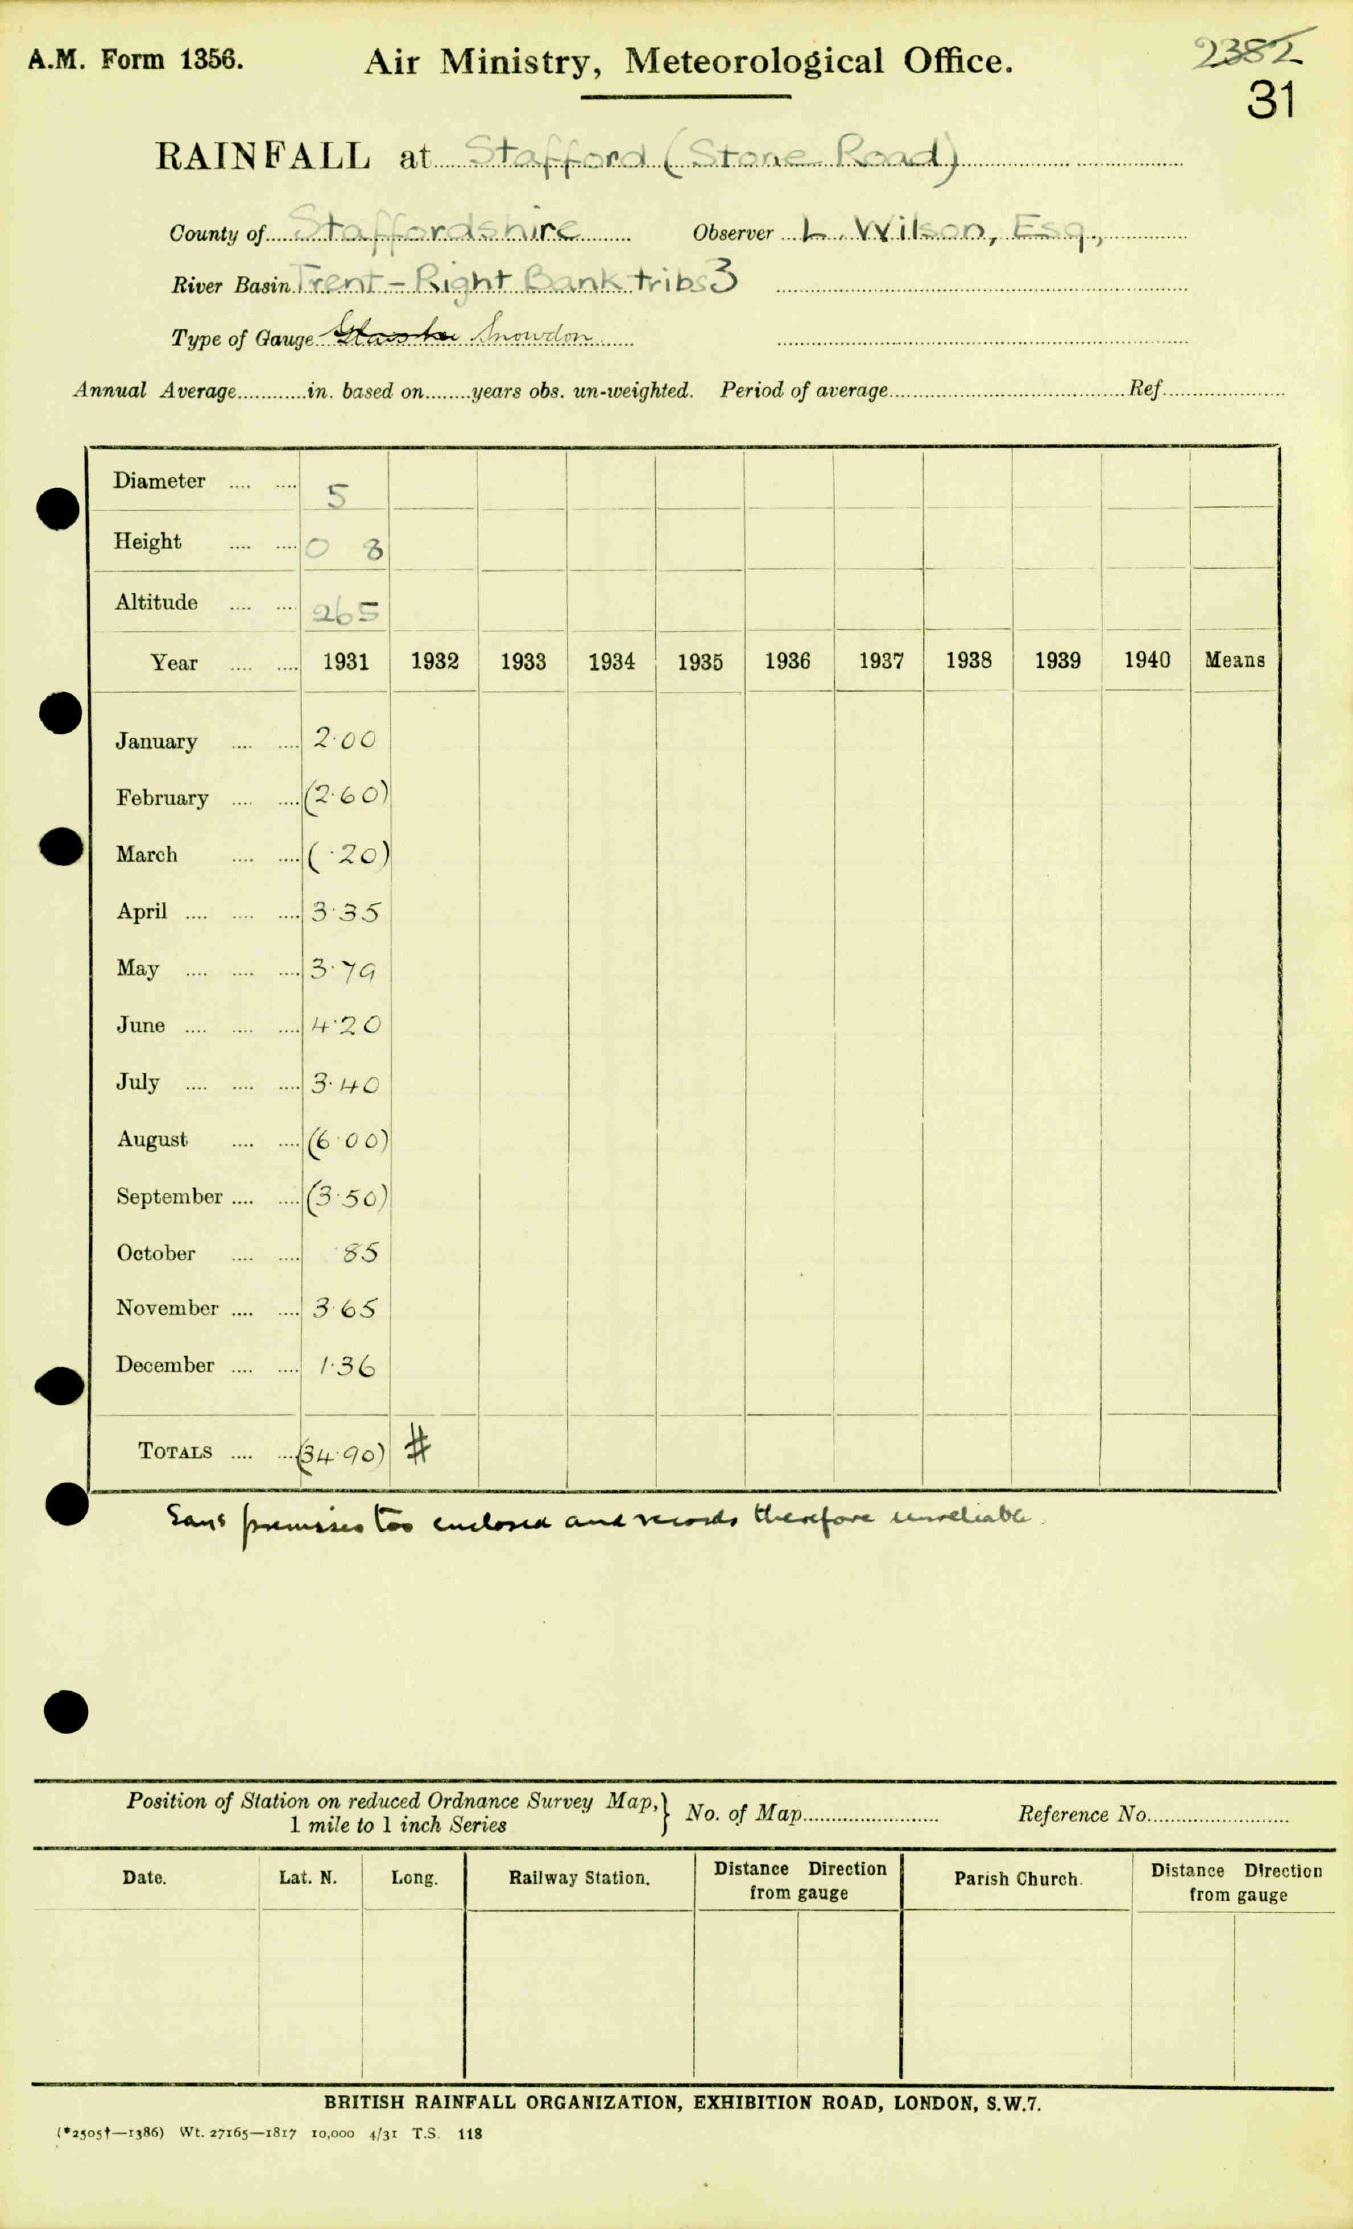 A.M. Form 1356.
Air Ministry, Meteorological Office.
2382
31
RAINFALL at Stafford (Stone Road)
County of Staffordshire Observer L. Wilson, Esq.,
River Basin Trent - Right Bank tribs 3
Type of Gauge Snowdon
Annual Average............in. based on........years obs. un-weighted. Period of average............Ref............
Diameter .... .... 5
Height .... .... 0 8
Altitude .... .... 265
Year .... .... 1931 1932 1933 1934 1935 1936 1937 1938 1939 1940 Means
January .... .... 2·00
February .... .... (2·60)
March .... .... (·20)
April .... .... .... 3·35
May .... .... .... 3·79
June .... .... .... 4·20
July .... .... .... 3·40
August .... .... (6·00)
September .... .... (3·50)
October .... .... ·85
November .... .... 3·65
December .... .... 1·36
TOTALS .... .... (34·90) #
Says premises too enclosed and records therefore unreliable.
Position of Station on reduced Ordnance Survey Map,} No. of Map............ Reference No............
1 mile to 1 inch Series
Date. Lat. N. Long. Railway Station. Distance Direction from gauge Parish Church. Distance Direction from gauge
BRITISH RAINFALL ORGANIZATION, EXHIBITION ROAD, LONDON, S.W.7.
(*2505†—1386) Wt. 27165—1817 10,000 4/31 T.S. 118